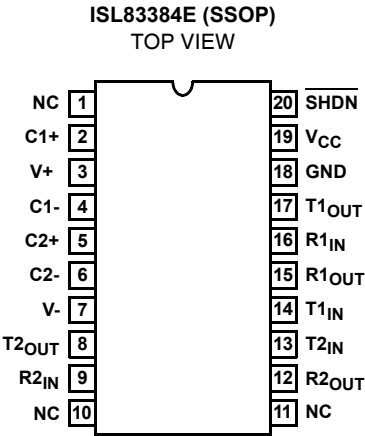 ISL83384E (SSOP)
TOP VIEW
NC 1 20 SHDN
C1+ 2 19 VCC
V+ 3 18 GND
C1- 4 17 T1OUT
C2+ 5 16 R1IN
C2- 6 15 R1OUT
V- 7 14 T1IN
T2OUT 8 13 T2IN
R2IN 9 12 R2OUT
NC 10 11 NC